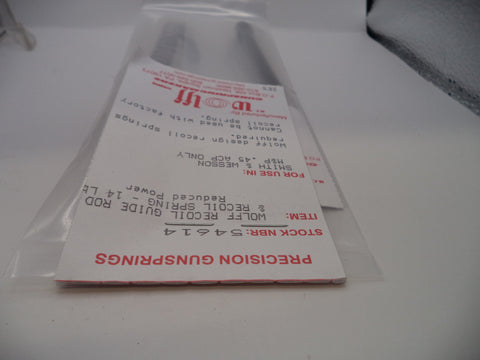 PRECISION GUNSPRINGS
STOCK NBR: 54614
ITEM: WOLFF RECOIL GUIDE ROD
& RECOIL SPRING - 14 Lb
Reduced Power
FOR USE IN:
SMITH & WESSON
M&P .45 ACP ONLY
Wolff design recoil springs
required.
Cannot be used with factory
recoil spring.
Manufactured By:
Wolff